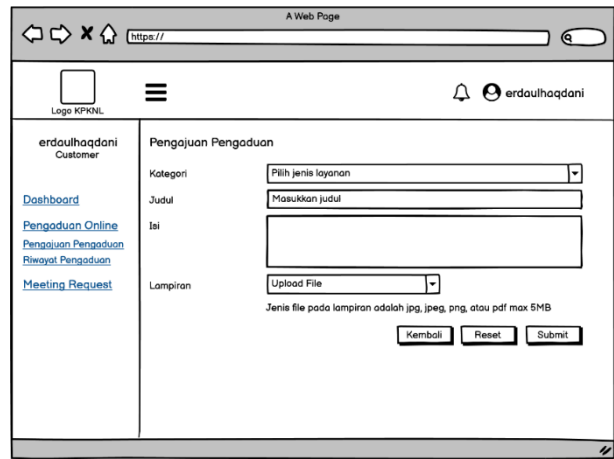 A Web Page
https://
Logo KPKNL
erdaulhaqdani
erdaulhaqdani
Customer
Dashboard
Pengaduan Online
Pengajuan Pengaduan
Riwayat Pengaduan
Meeting Request
Pengajuan Pengaduan
Kategori
Pilih jenis layanan
Judul
Masukkan judul
Isi
Lampiran
Upload File
Jenis file pada lampiran adalah jpg, jpeg, png, atau pdf max 5MB
Kembali
Reset
Submit